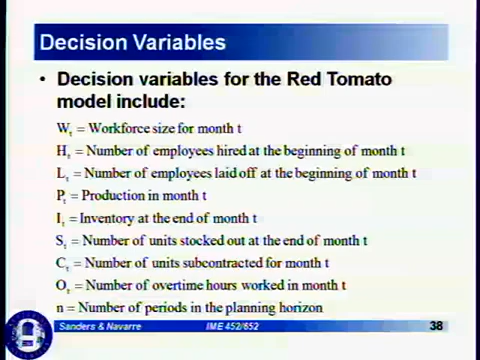 Decision Variables
• Decision variables for the Red Tomato
model include:
Wt = Workforce size for month t
Ht = Number of employees hired at the beginning of month t
Lt = Number of employees laid off at the beginning of month t
Pt = Production in month t
It = Inventory at the end of month t
St = Number of units stocked out at the end of month t
Ct = Number of units subcontracted for month t
Ot = Number of overtime hours worked in month t
n = Number of periods in the planning horizon
Sanders & Navarre IME 452/652 38